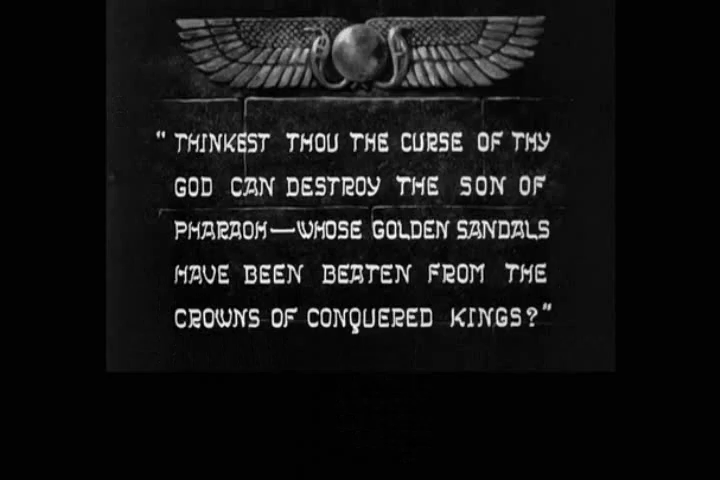 "THINKEST THOU THE CURSE OF THY
GOD CAN DESTROY THE SON OF
PHARAOH—WHOSE GOLDEN SANDALS
HAVE BEEN BEATEN FROM THE
CROWNS OF CONQUERED KINGS?"